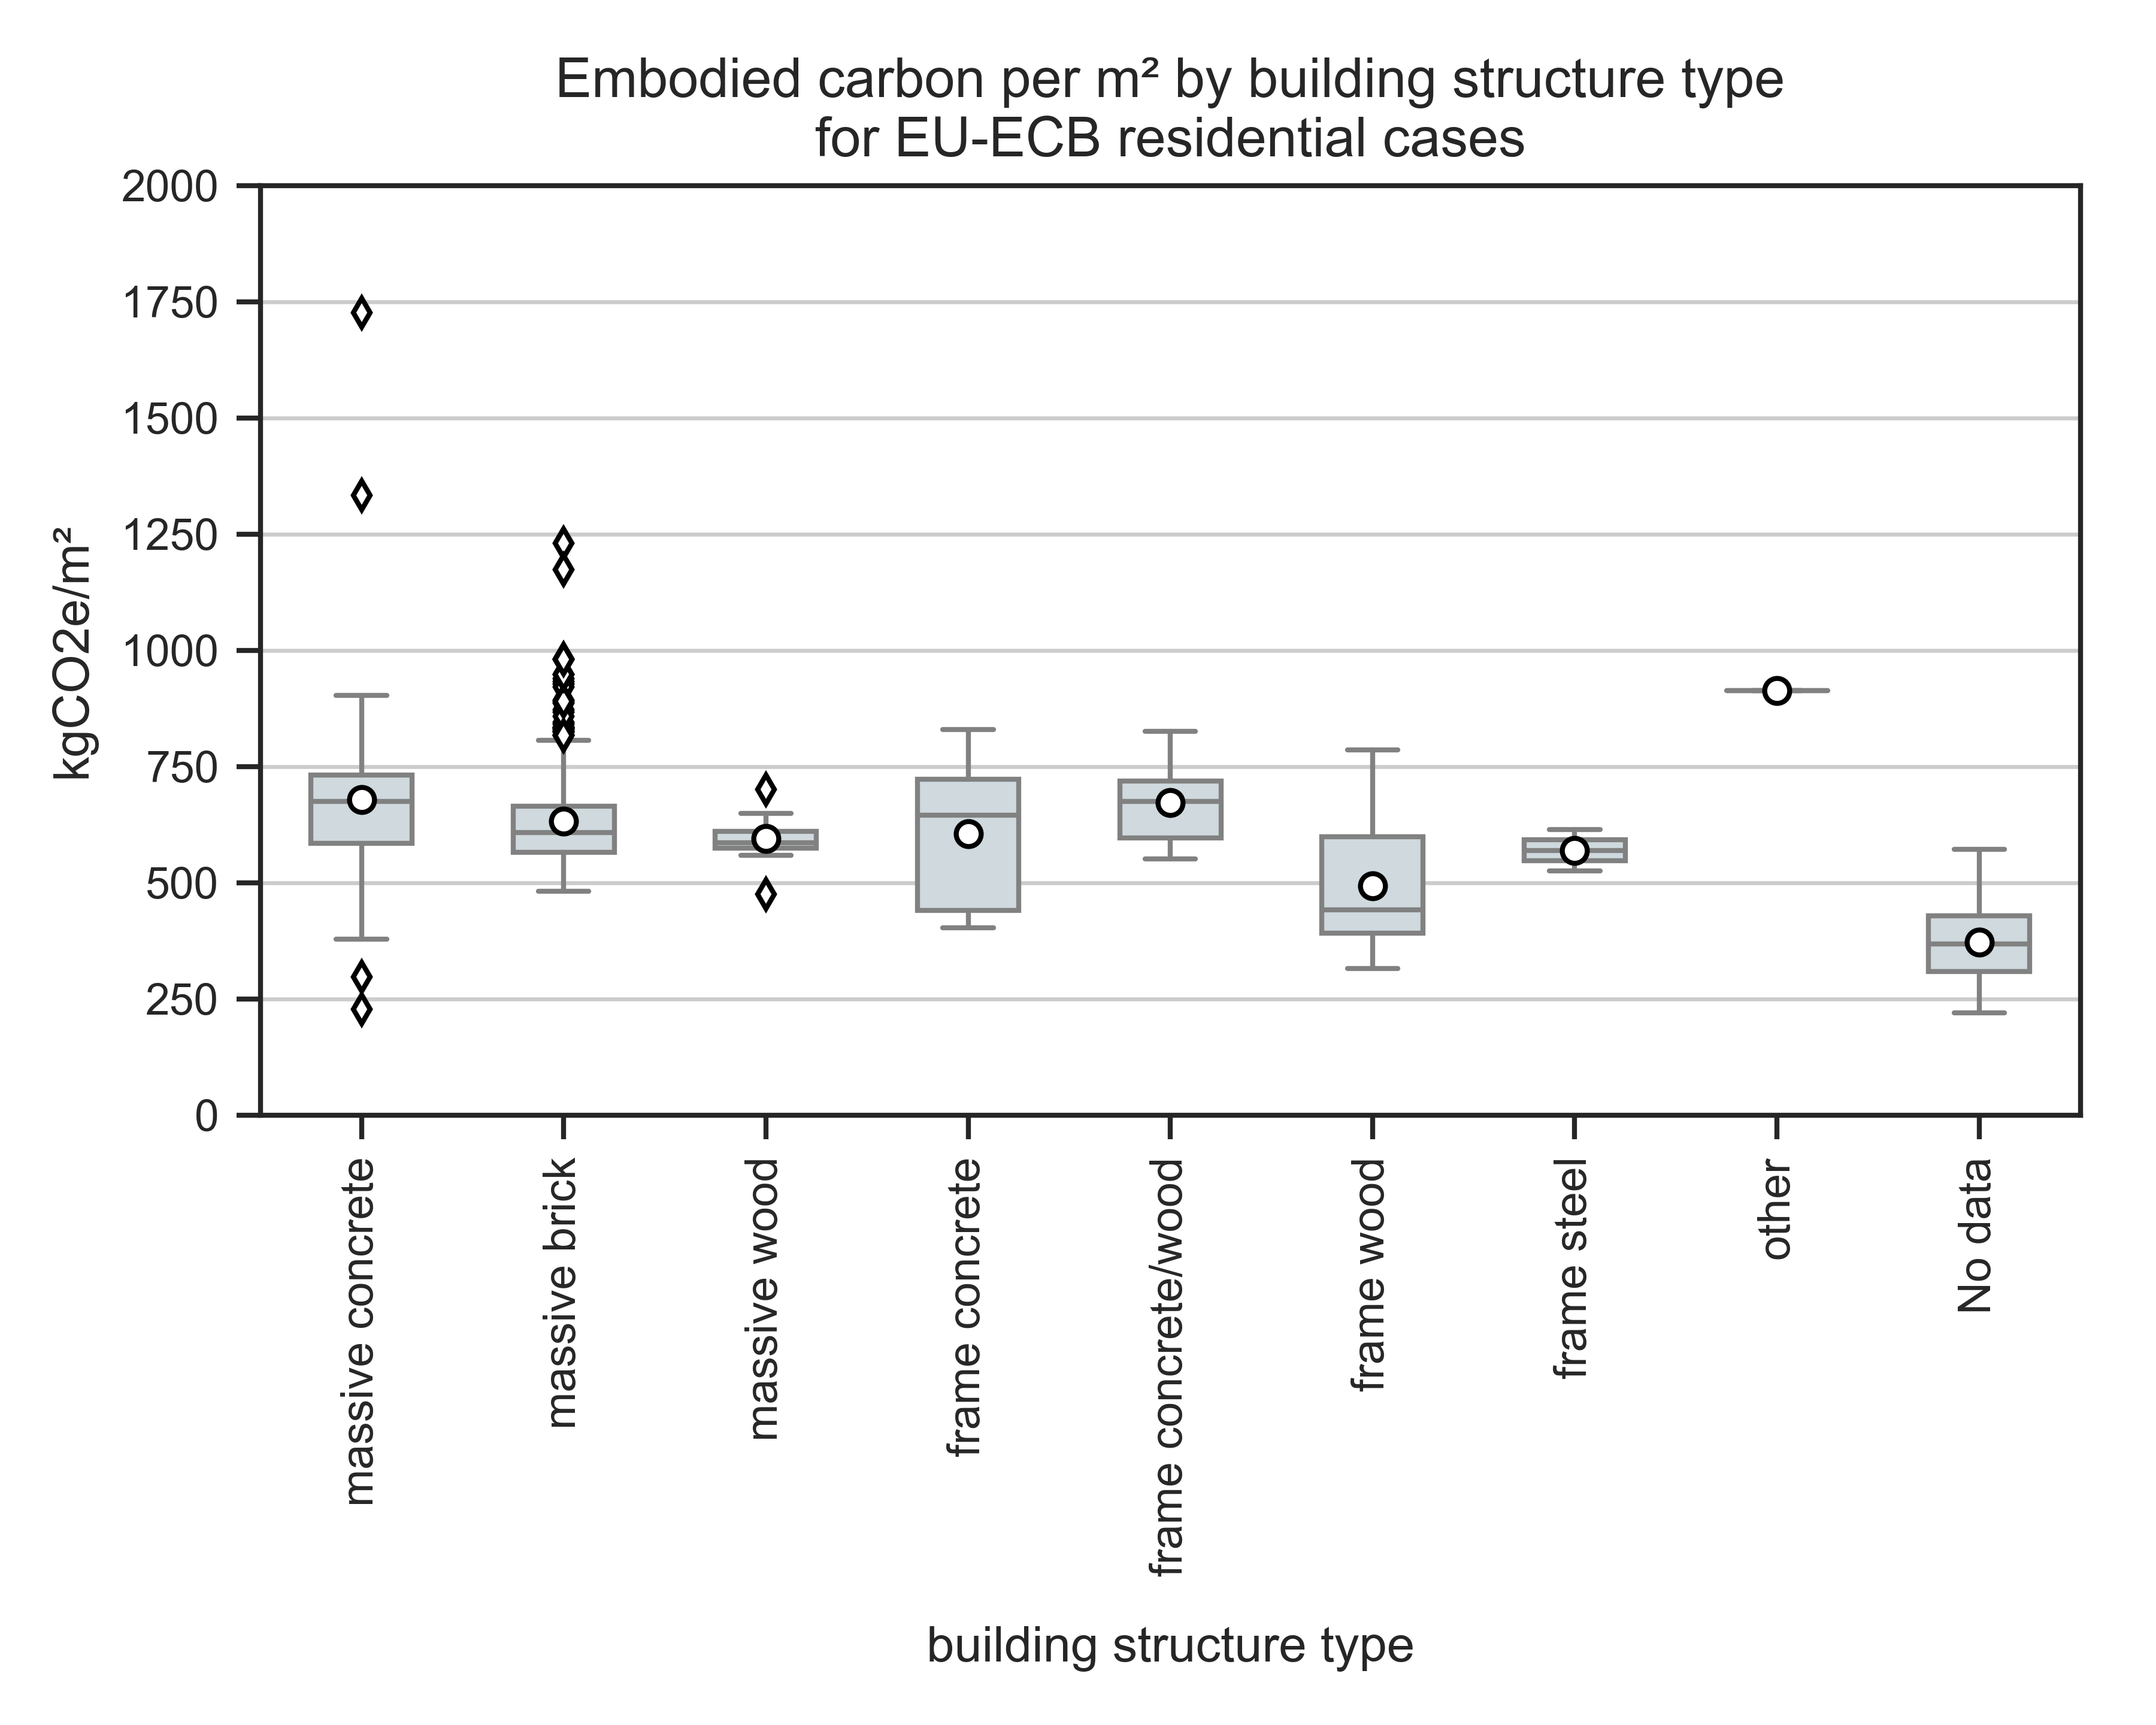 Embodied carbon per m² by building structure type
for EU-ECB residential cases
2000
1750
1500
1250
1000
750
500
250
0
kgCO2e/m²
massive concrete
massive brick
massive wood
frame concrete
frame concrete/wood
frame wood
frame steel
other
No data
building structure type